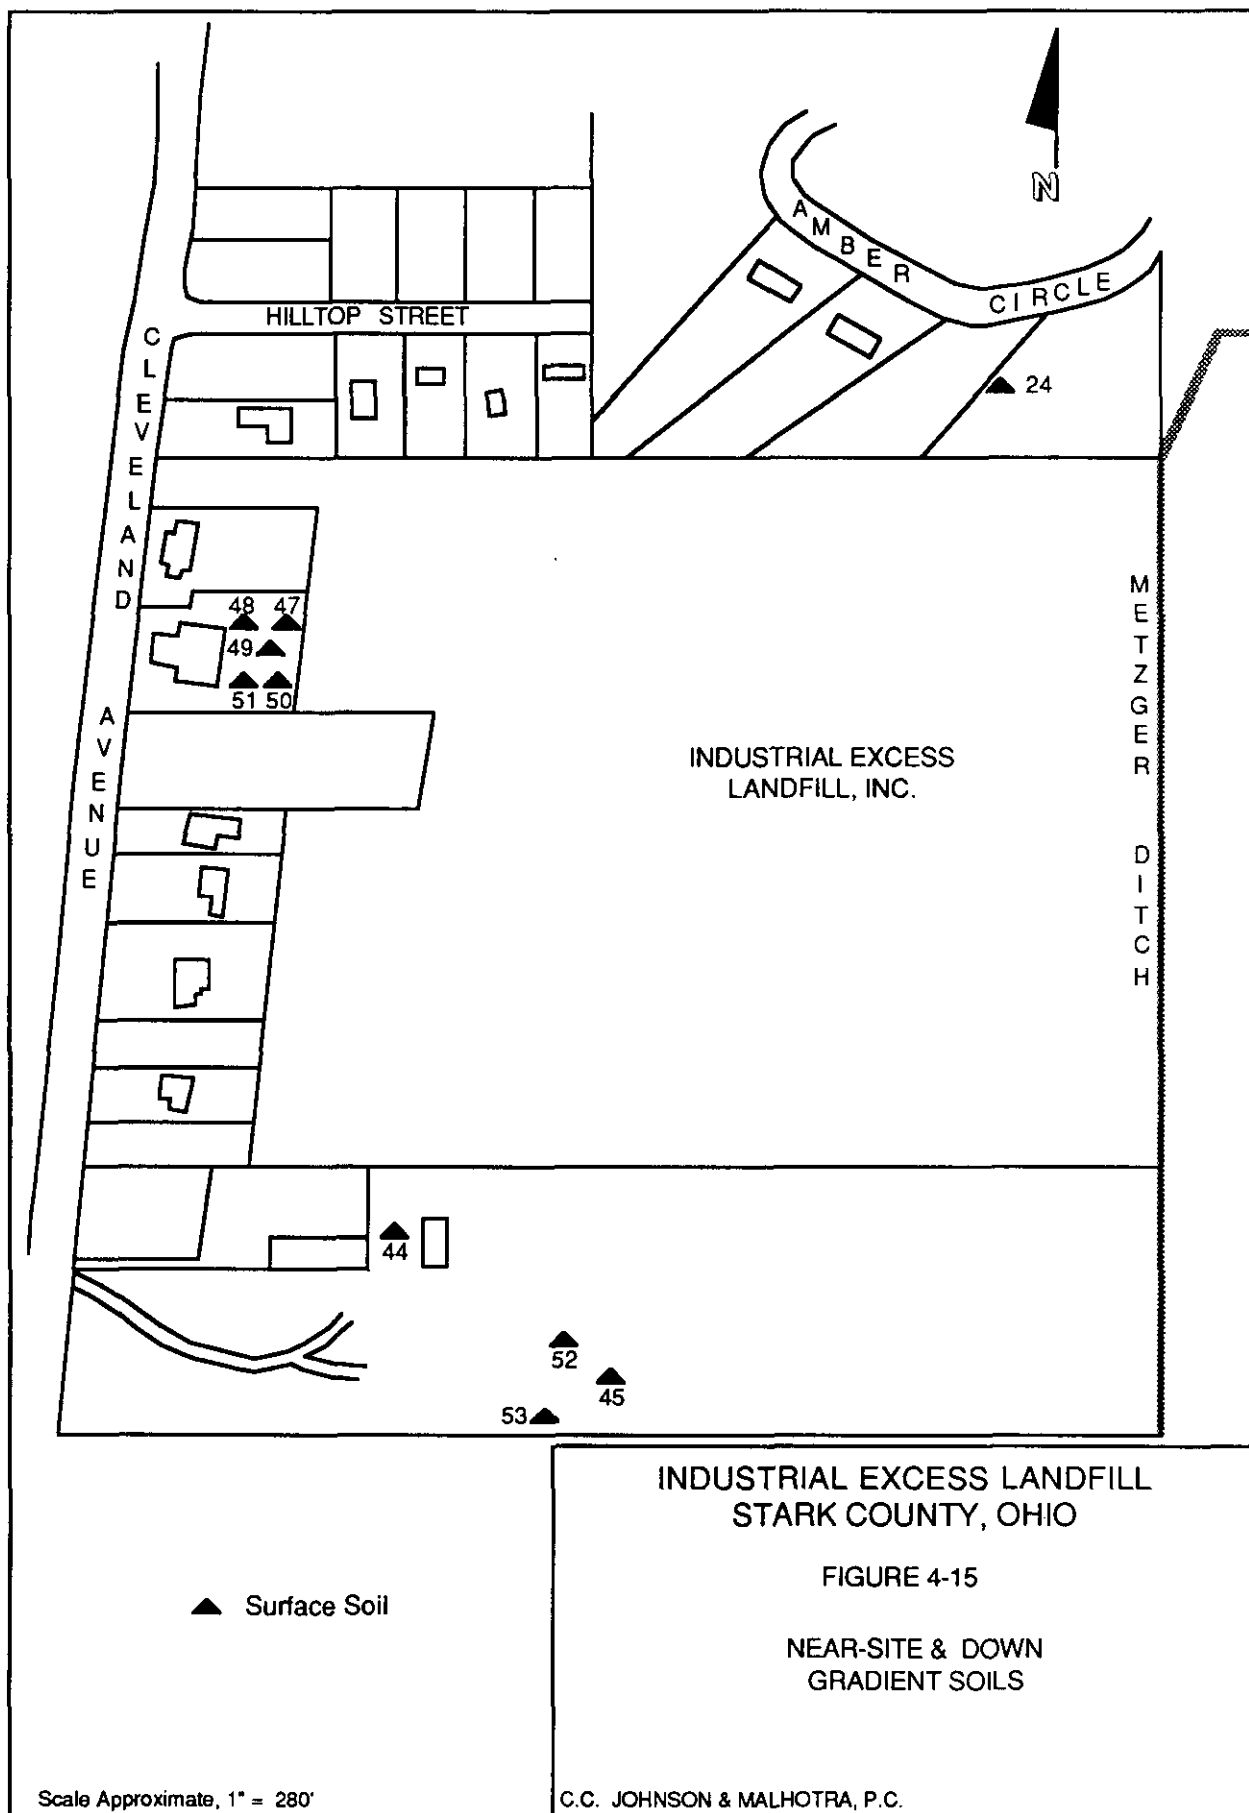 N
AMBER CIRCLE
HILLTOP STREET
CLEVELAND AVENUE
24
48 47
49
51 50
METZGER DITCH
INDUSTRIAL EXCESS
LANDFILL, INC.
44
52
45
53
INDUSTRIAL EXCESS LANDFILL
STARK COUNTY, OHIO
FIGURE 4-15
NEAR-SITE & DOWN
GRADIENT SOILS
Surface Soil
Scale Approximate, 1" = 280'
C.C. JOHNSON & MALHOTRA, P.C.